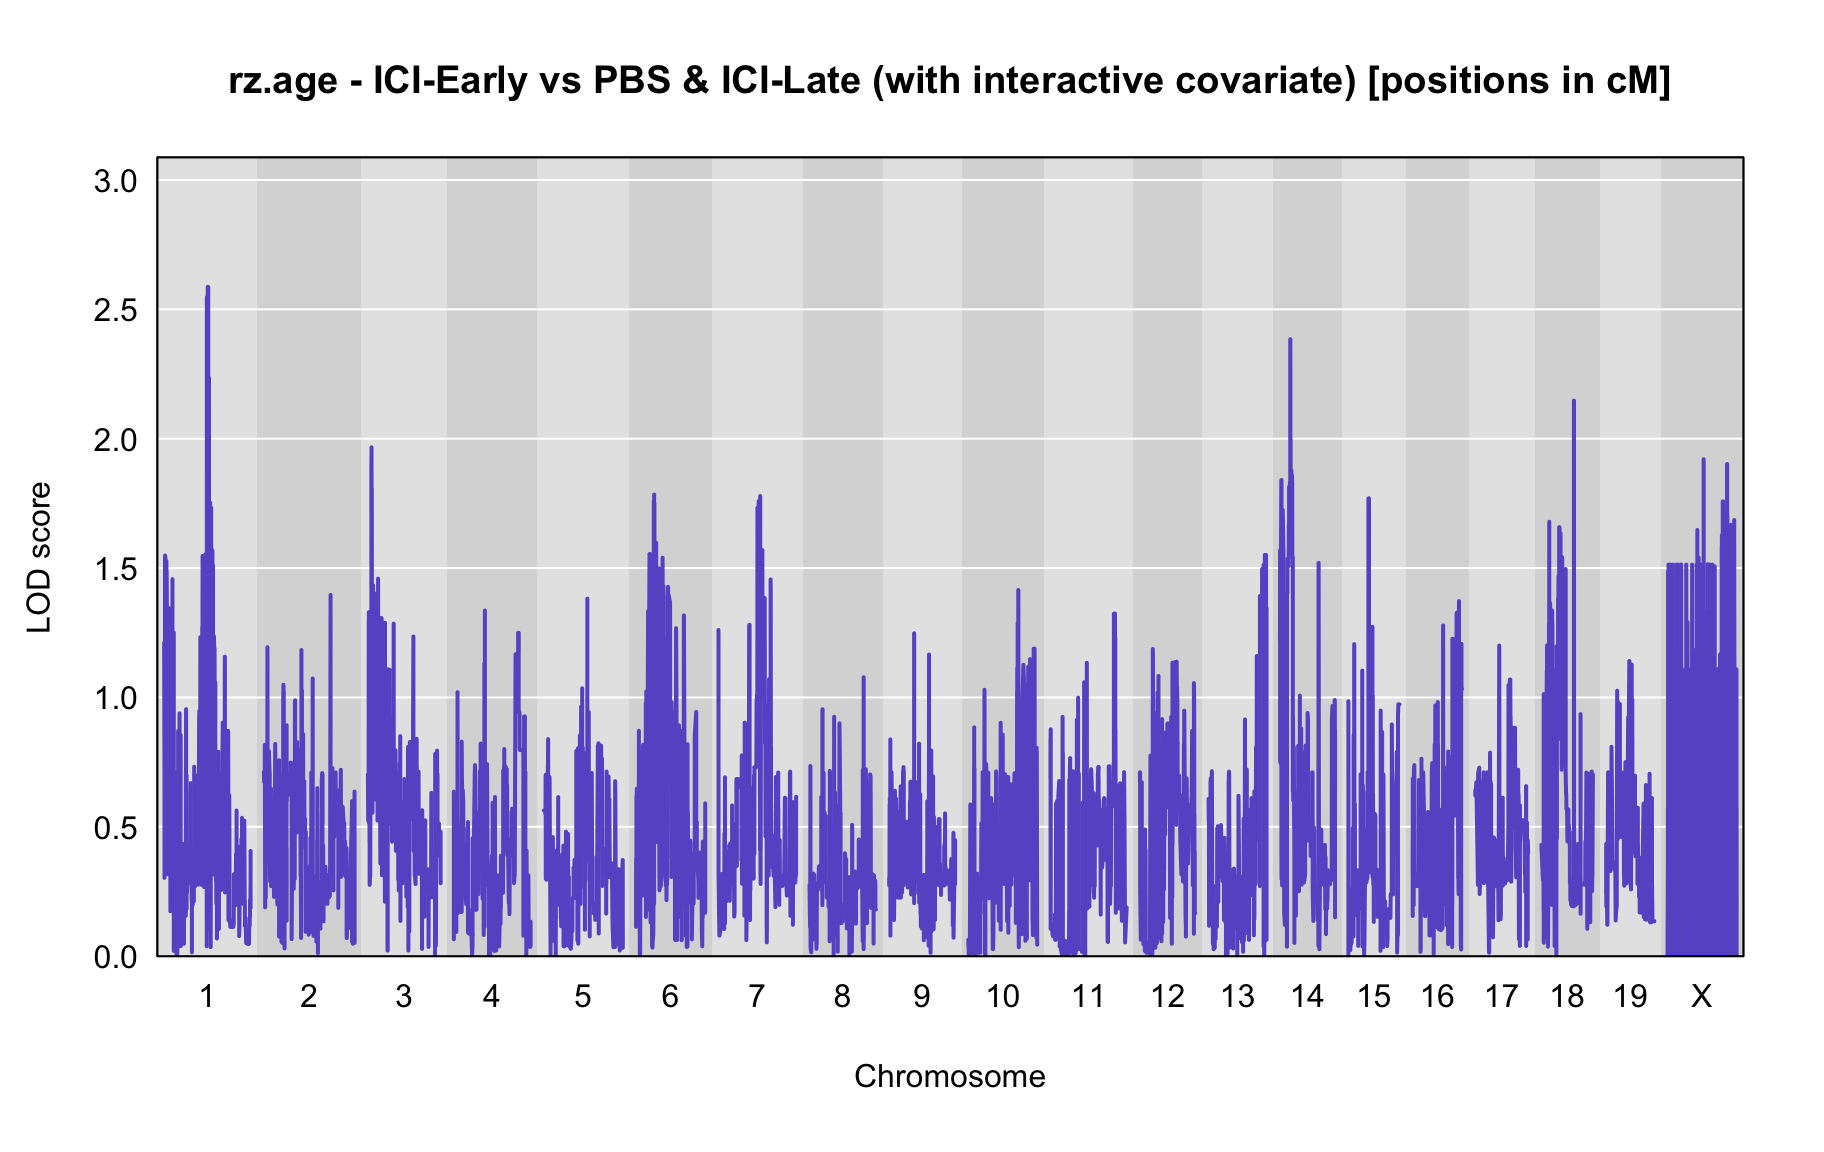 rz.age - ICI-Early vs PBS & ICI-Late (with interactive covariate) [positions in cM]
3.0
2.5
2.0
1.5
1.0
0.5
0.0
LOD score
1 2 3 4 5 6 7 8 9 10 11 12 13 14 15 16 17 18 19 X
Chromosome